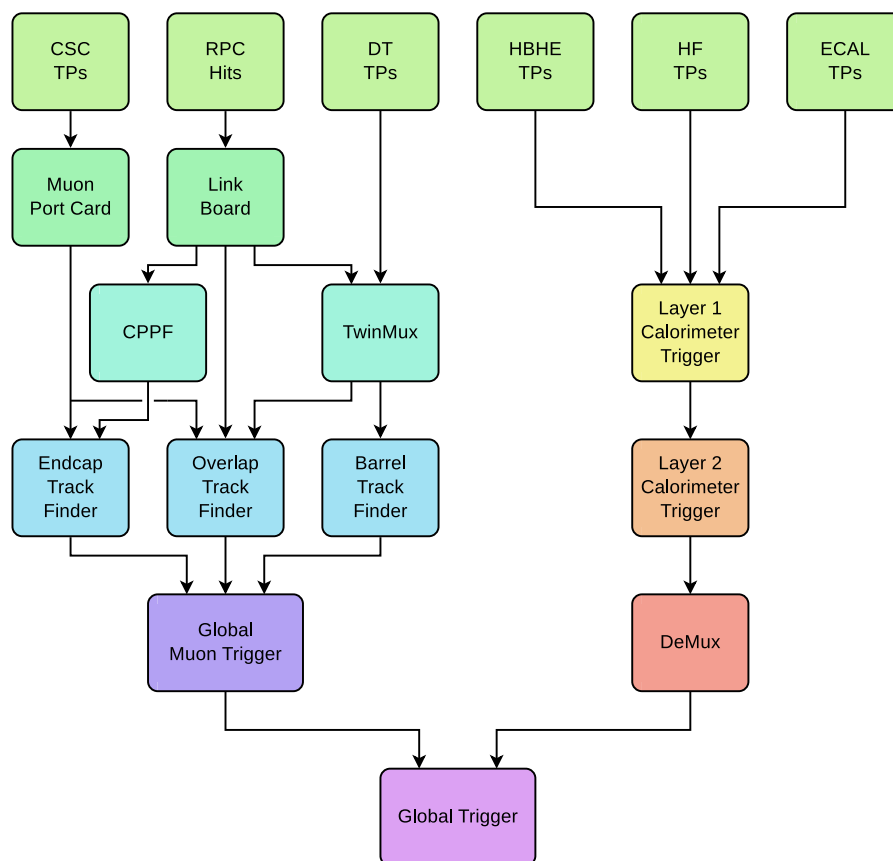 CSC
TPs
RPC
Hits
DT
TPs
HBHE
TPs
HF
TPs
ECAL
TPs
Muon
Port Card
Link
Board
CPPF
TwinMux
Layer 1
Calorimeter
Trigger
Endcap
Track
Finder
Overlap
Track
Finder
Barrel
Track
Finder
Layer 2
Calorimeter
Trigger
Global
Muon Trigger
DeMux
Global Trigger